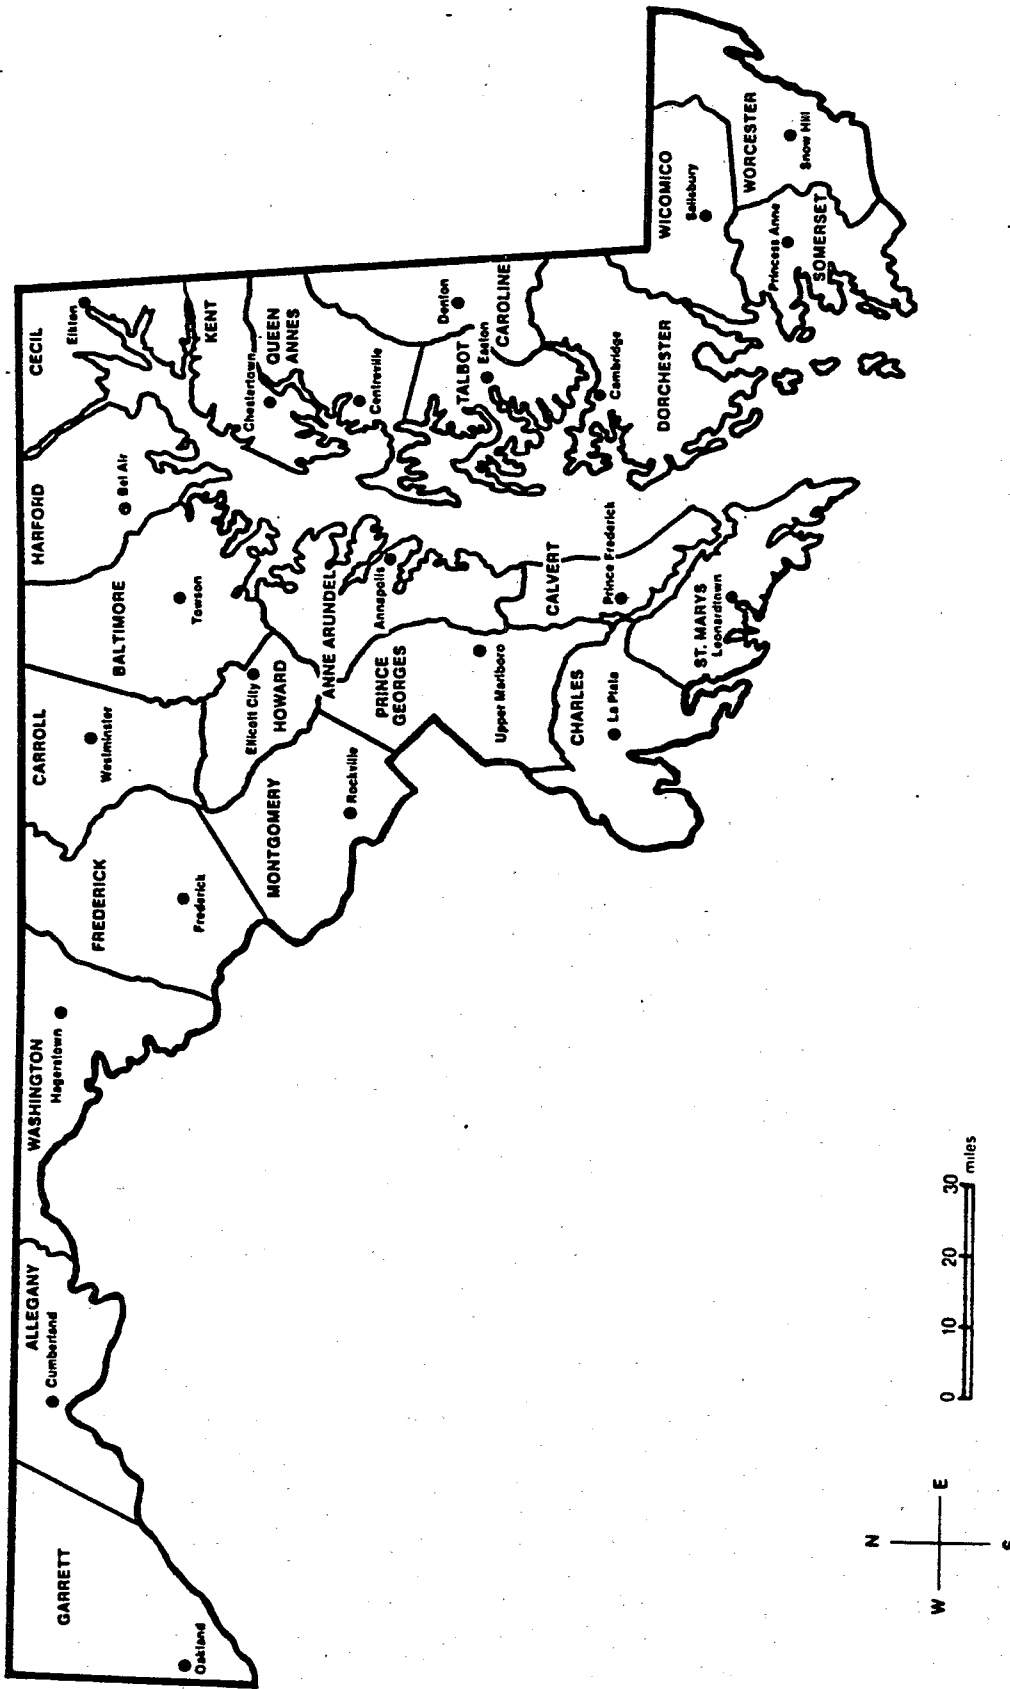 GARRETT
Oakland
ALLEGANY
Cumberland
WASHINGTON
Hagerstown
FREDERICK
Frederick
CARROLL
Westminster
BALTIMORE
Towson
HARFORD
Bel Air
CECIL
Elkton
KENT
Chestertown
QUEEN
ANNES
Centreville
MONTGOMERY
Rockville
HOWARD
Ellicott City
ANNE ARUNDEL
Annapolis
PRINCE
GEORGES
Upper Marlboro
CALVERT
Prince Frederick
CHARLES
La Plata
ST. MARYS
Leonardtown
TALBOT
Easton
CAROLINE
Denton
DORCHESTER
Cambridge
WICOMICO
Salisbury
WORCESTER
Snow Hill
SOMERSET
Princess Anne
N
W
E
S
0 10 20 30
miles